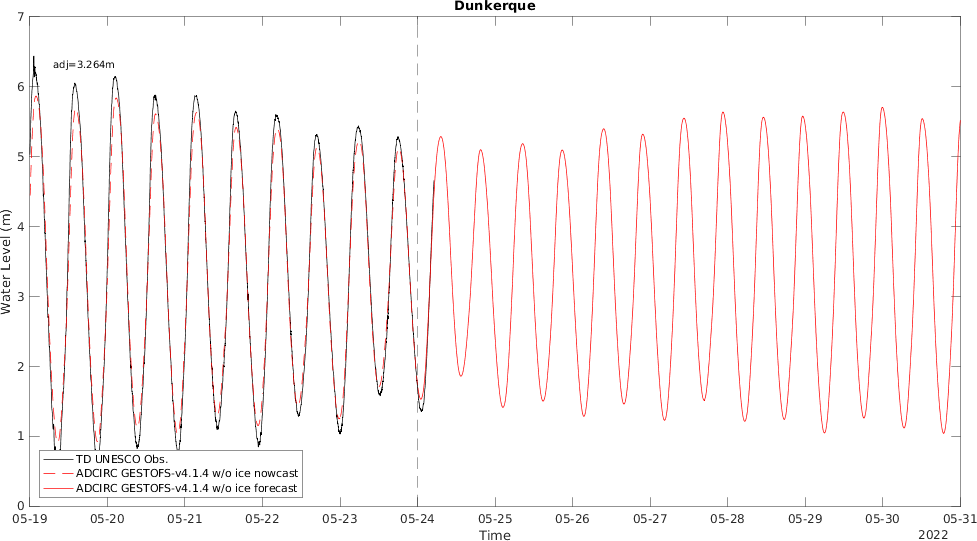 Dunkerque
7
6
5
4
3
2
1
0
Water Level (m)
adj=3.264m
TD UNESCO Obs.
ADCIRC GESTOFS-v4.1.4 w/o ice nowcast
ADCIRC GESTOFS-v4.1.4 w/o ice forecast
05-19 05-20 05-21 05-22 05-23 05-24 05-25 05-26 05-27 05-28 05-29 05-30 05-31
Time
2022